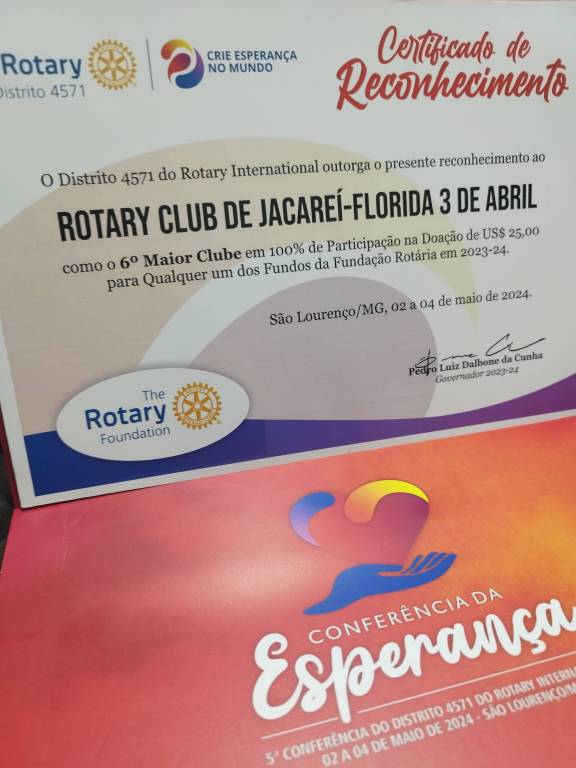 Rotary
Distrito 4571
CRIE ESPERANÇA
NO MUNDO
Certificado de
Reconhecimento
O Distrito 4571 do Rotary International outorga o presente reconhecimento ao
ROTARY CLUB DE JACAREÍ-FLORIDA 3 DE ABRIL
como o 6º Maior Clube em 100% de Participação na Doação de US$ 25,00
para Qualquer um dos Fundos da Fundação Rotária em 2023-24.
São Lourenço/MG, 02 a 04 de maio de 2024.
Pedro Luiz Dalbone da Cunha
Governador 2023-24
The
Rotary
Foundation
CONFERÊNCIA DA
Esperança
5ª CONFERÊNCIA DO DISTRITO 4571 DO ROTARY INTERN
02 A 04 DE MAIO DE 2024 - SÃO LOURENÇO/M